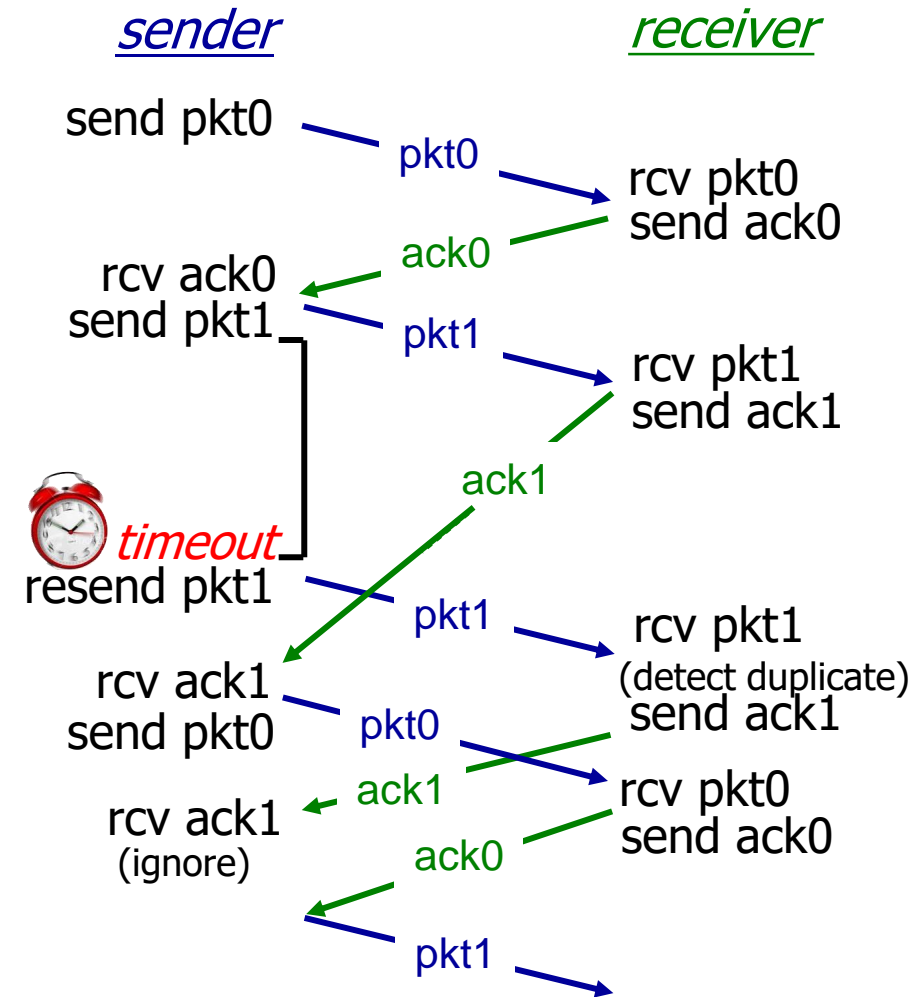 sender
receiver
send pkt0
pkt0
rcv pkt0
send ack0
ack0
rcv ack0
send pkt1
pkt1
rcv pkt1
send ack1
ack1
timeout
resend pkt1
pkt1
rcv pkt1
(detect duplicate)
send ack1
rcv ack1
send pkt0
pkt0
ack1
rcv pkt0
send ack0
rcv ack1
(ignore)
ack0
pkt1